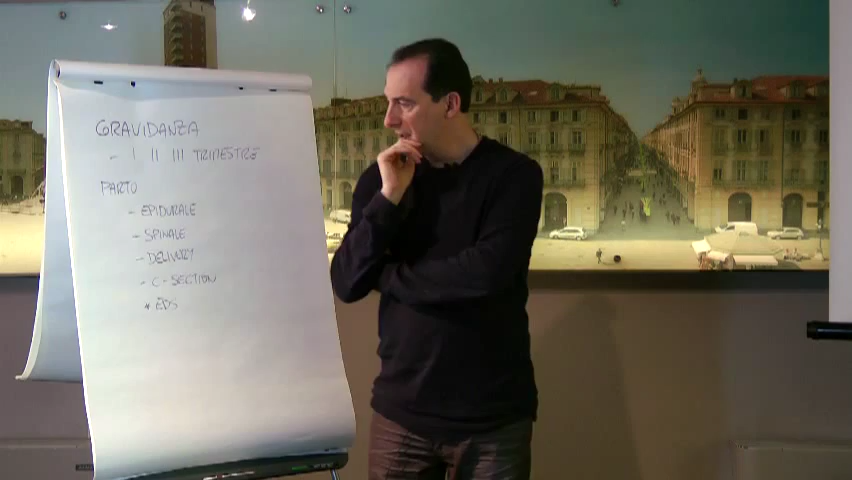 GRAVIDANZA
- I II III TRIMESTRE
PARTO
- EPIDURALE
- SPINALE
- DELIVERY
- C-SECTION
* EDS